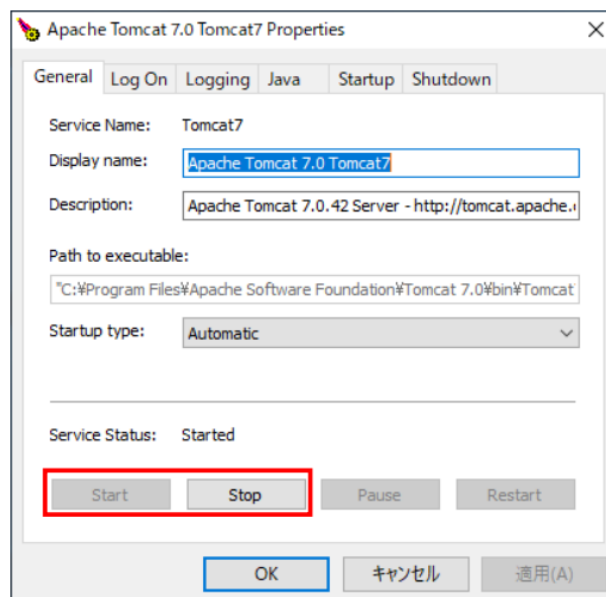 Apache Tomcat 7.0 Tomcat7 Properties
General Log On Logging Java Startup Shutdown
Service Name: Tomcat7
Display name: Apache Tomcat 7.0 Tomcat7
Description: Apache Tomcat 7.0.42 Server - http://tomcat.apache.
Path to executable:
"C:¥Program Files¥Apache Software Foundation¥Tomcat 7.0¥bin¥Tomcat
Startup type: Automatic
Service Status: Started
Start Stop Pause Restart
OK キャンセル 適用(A)